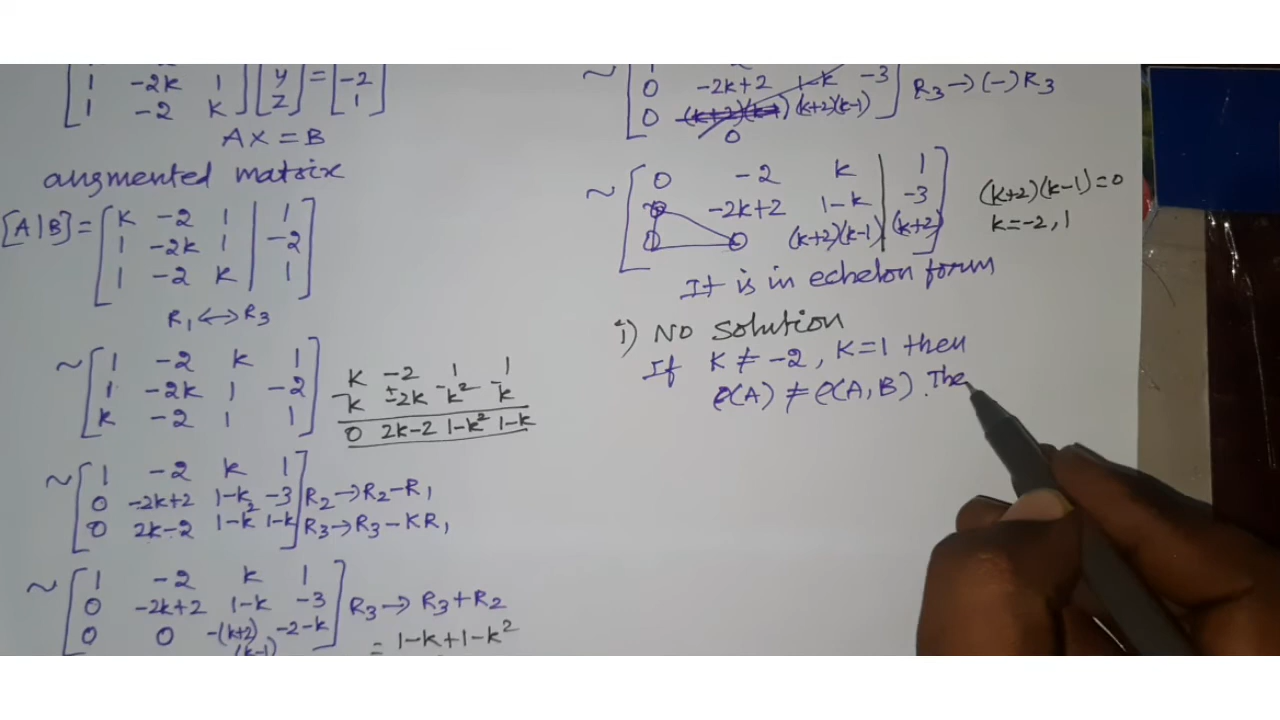 [1 -2k 1] [y] = [-2]
[1 -2 k] [z] [1]
AX = B
augmented matrix
[A|B] = [k -2 1 | 1]
[1 -2k 1 | -2]
[1 -2 k | 1]
R₁ ↔ R₃
~ [1 -2 k 1]
[1 -2k 1 -2]
[k -2 1 1]
k -2 1 1
-k ±2k -k² -k
0 2k-2 1-k² 1-k
~ [1 -2 k 1]
[0 -2k+2 1-k -3] R₂→R₂-R₁
[0 2k-2 1-k² 1-k] R₃→R₃-KR₁
~ [1 -2 k 1]
[0 -2k+2 1-k -3] R₃→R₃+R₂
[0 0 -(k+2)(k-1) -2-k]
= 1-k+1-k²
~ [0 -2k+2 1-k -3] R₃→(-)R₃
[0 0 (k+2)(k-1)]
~ [0 -2 k | 1]
[0 -2k+2 1-k | -3]
[0 0 (k+2)(k-1) | (k+2)]
(k+2)(k-1)=0
k=-2,1
It is in echelon form
i) No solution
If K ≠ -2, K=1 then
ρ(A) ≠ ρ(A,B). The